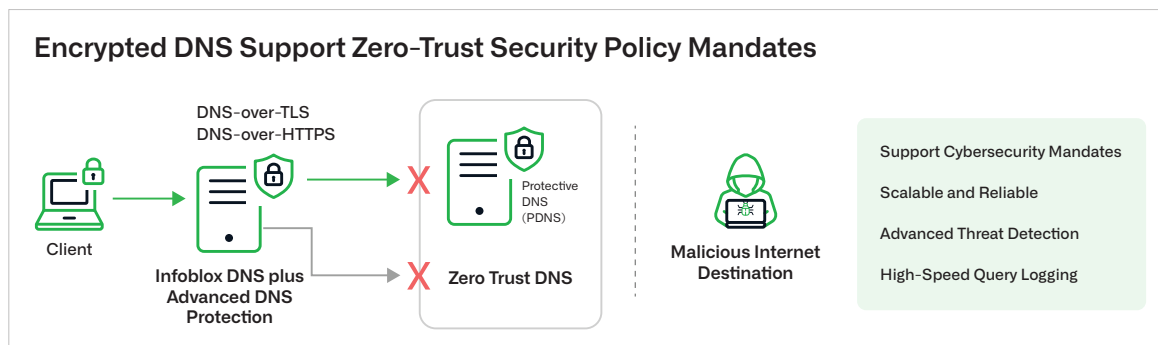 Encrypted DNS Support Zero-Trust Security Policy Mandates
DNS-over-TLS
DNS-over-HTTPS
Client
Infoblox DNS plus
Advanced DNS
Protection
X
Protective
DNS
(PDNS)
X
Zero Trust DNS
Malicious Internet
Destination
Support Cybersecurity Mandates
Scalable and Reliable
Advanced Threat Detection
High-Speed Query Logging